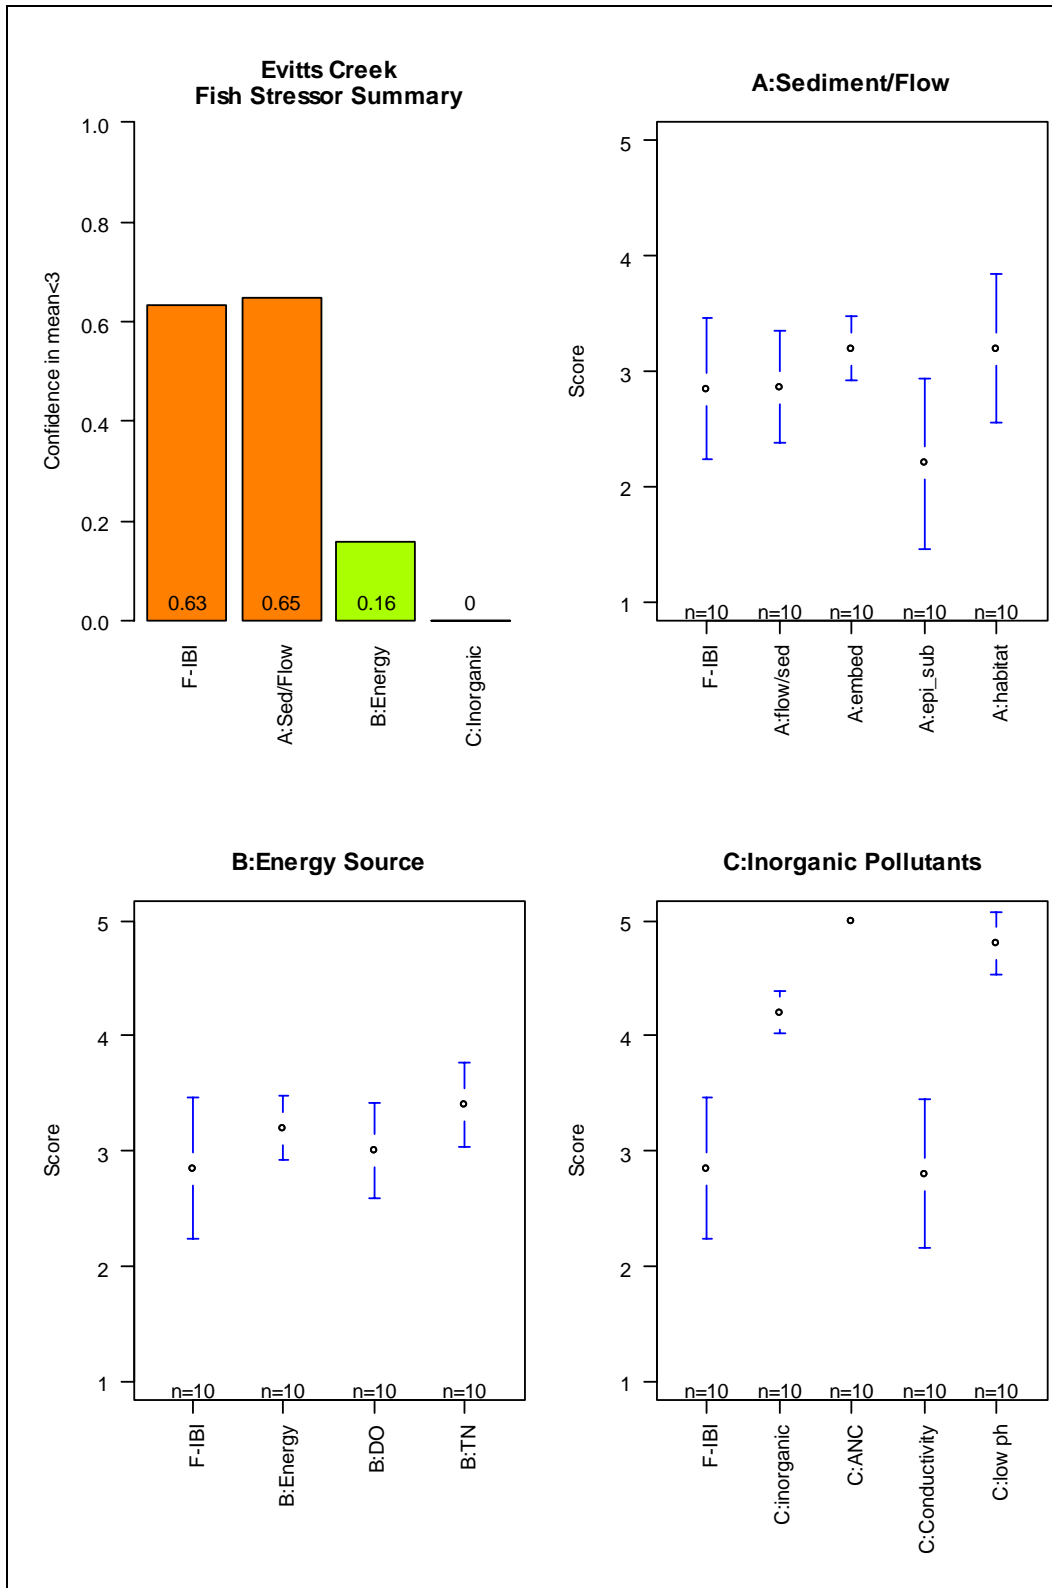 Evitts Creek
Fish Stressor Summary
Confidence in mean<3
1.0
0.8
0.6
0.4
0.2
0.0
0.63
0.65
0.16
0
F-IBI
A:Sed/Flow
B:Energy
C:Inorganic
A:Sediment/Flow
Score
5
4
3
2
1
n=10
n=10
n=10
n=10
n=10
F-IBI
A:flow/sed
A:embed
A:epi_sub
A:habitat
B:Energy Source
Score
5
4
3
2
1
n=10
n=10
n=10
n=10
F-IBI
B:Energy
B:DO
B:TN
C:Inorganic Pollutants
Score
5
4
3
2
1
n=10
n=10
n=10
n=10
n=10
F-IBI
C:inorganic
C:ANC
C:Conductivity
C:low ph